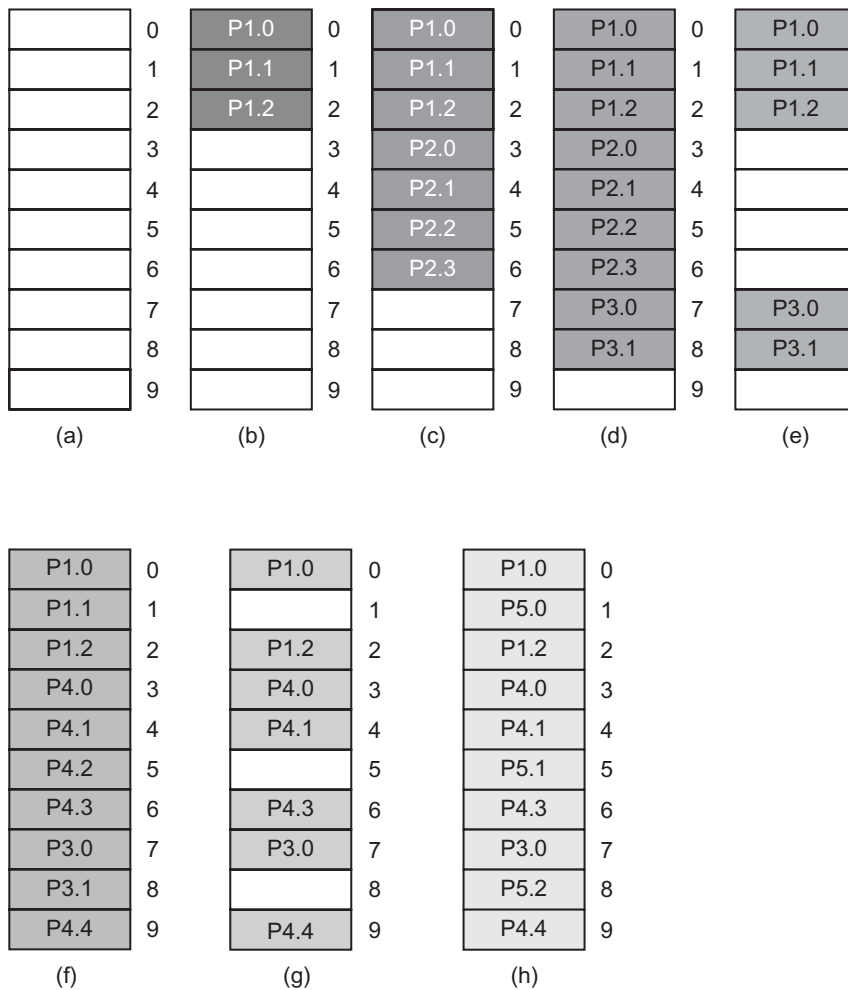 0 P1.0 0 P1.0 0 P1.0 0 P1.0
1 P1.1 1 P1.1 1 P1.1 1 P1.1
2 P1.2 2 P1.2 2 P1.2 2 P1.2
3 3 P2.0 3 P2.0 3
4 4 P2.1 4 P2.1 4
5 5 P2.2 5 P2.2 5
6 6 P2.3 6 P2.3 6
7 7 7 P3.0 7 P3.0
8 8 8 P3.1 8 P3.1
9 9 9 9
(a) (b) (c) (d) (e)
P1.0 0 P1.0 0 P1.0 0
P1.1 1 1 P5.0 1
P1.2 2 P1.2 2 P1.2 2
P4.0 3 P4.0 3 P4.0 3
P4.1 4 P4.1 4 P4.1 4
P4.2 5 5 P5.1 5
P4.3 6 P4.3 6 P4.3 6
P3.0 7 P3.0 7 P3.0 7
P3.1 8 8 P5.2 8
P4.4 9 P4.4 9 P4.4 9
(f) (g) (h)